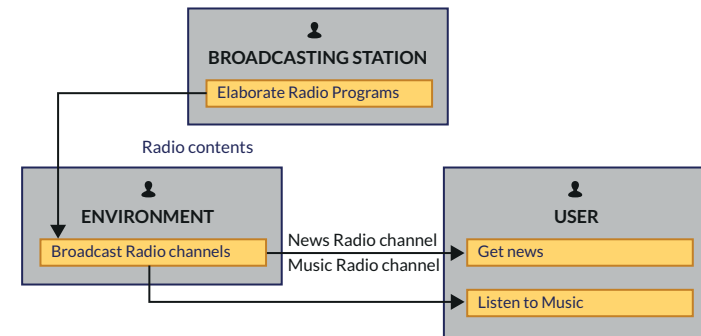 BROADCASTING STATION
Elaborate Radio Programs
Radio contents
ENVIRONMENT
Broadcast Radio channels
News Radio channel
Music Radio channel
USER
Get news
Listen to Music